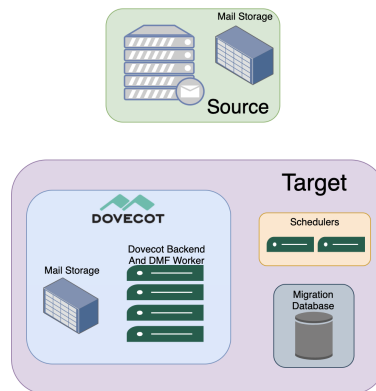 Mail Storage
Source
Target
DOVECOT
Schedulers
Dovecot Backend
And DMF Worker
Mail Storage
Migration
Database